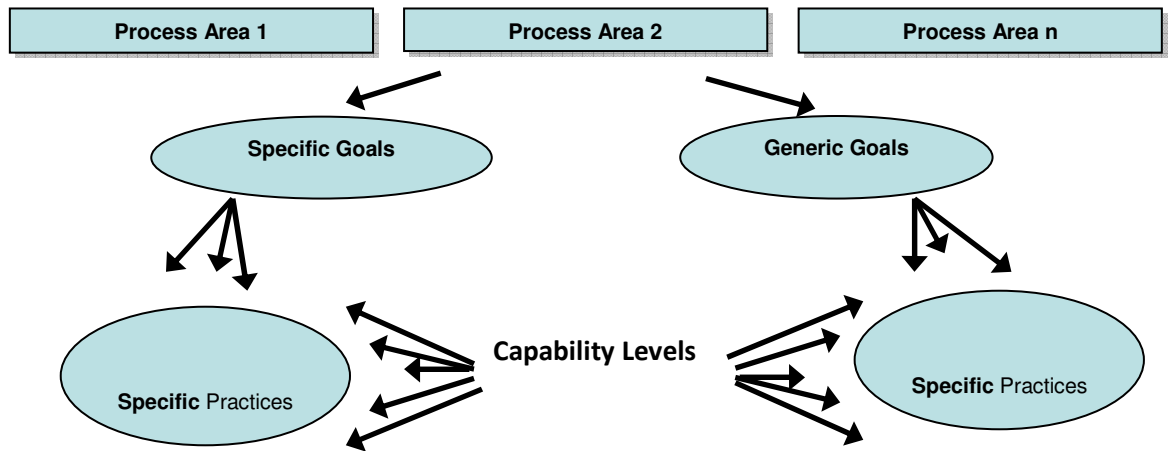 Process Area 1
Process Area 2
Process Area n
Specific Goals
Generic Goals
Capability Levels
Specific Practices
Specific Practices